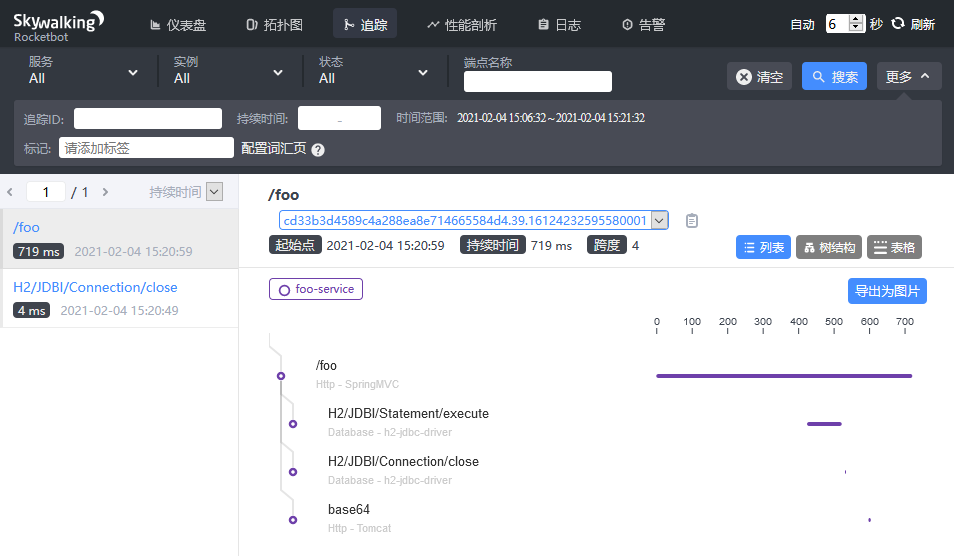 Skywalking
Rocketbot
仪表盘
拓扑图
追踪
性能剖析
日志
告警
自动 6 秒 刷新
服务
All
实例
All
状态
All
端点名称
清空
搜索
更多
追踪ID:
持续时间: -
时间范围: 2021-02-04 15:06:32~2021-02-04 15:21:32
标记: 请添加标签 配置词汇页 ?
1 / 1
持续时间
/foo
719 ms 2021-02-04 15:20:59
H2/JDBI/Connection/close
4 ms 2021-02-04 15:20:49
/foo
cd33b3d4589c4a288ea8e714665584d4.39.16124232595580001
起始点 2021-02-04 15:20:59 持续时间 719 ms 跨度 4
列表 树结构 表格
foo-service
导出为图片
0 100 200 300 400 500 600 700
/foo
Http - SpringMVC
H2/JDBI/Statement/execute
Database - h2-jdbc-driver
H2/JDBI/Connection/close
Database - h2-jdbc-driver
base64
Http - Tomcat